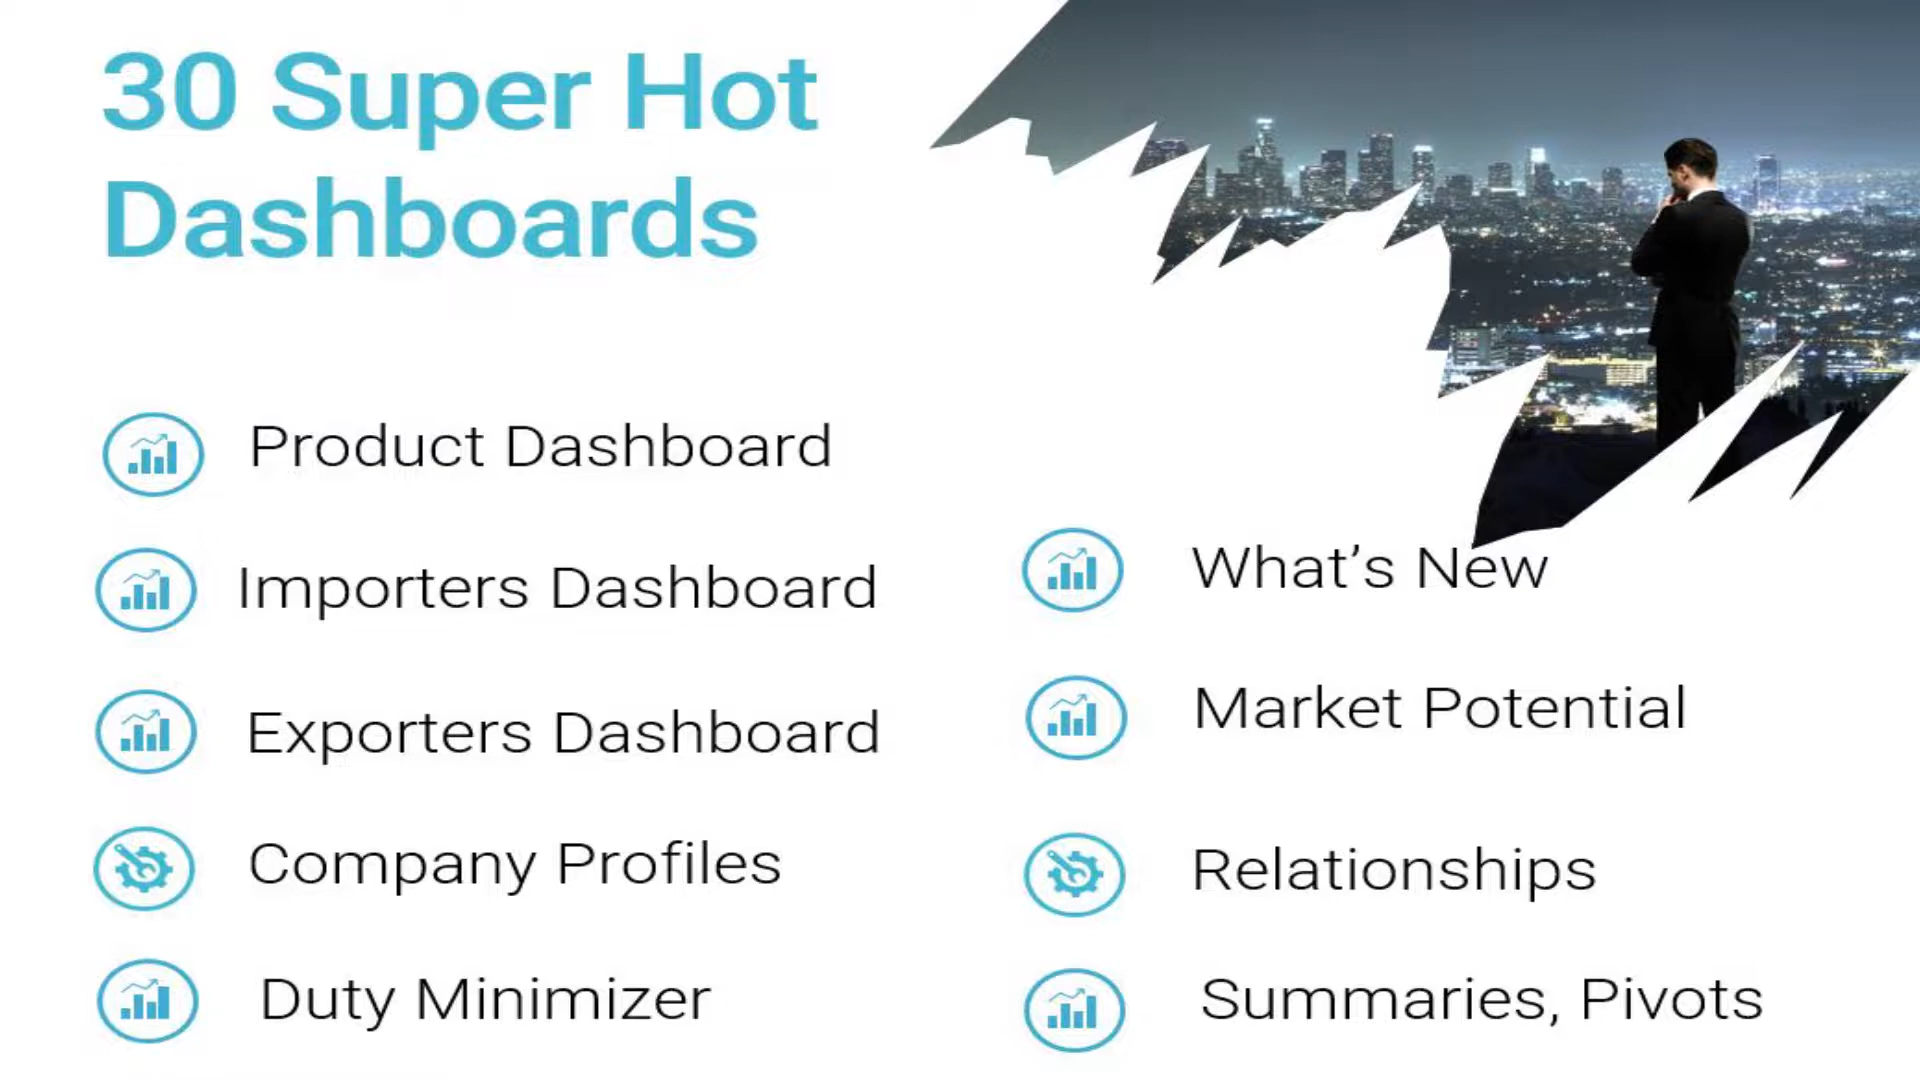 30 Super Hot
Dashboards
Product Dashboard
Importers Dashboard
Exporters Dashboard
Company Profiles
Duty Minimizer
What’s New
Market Potential
Relationships
Summaries, Pivots